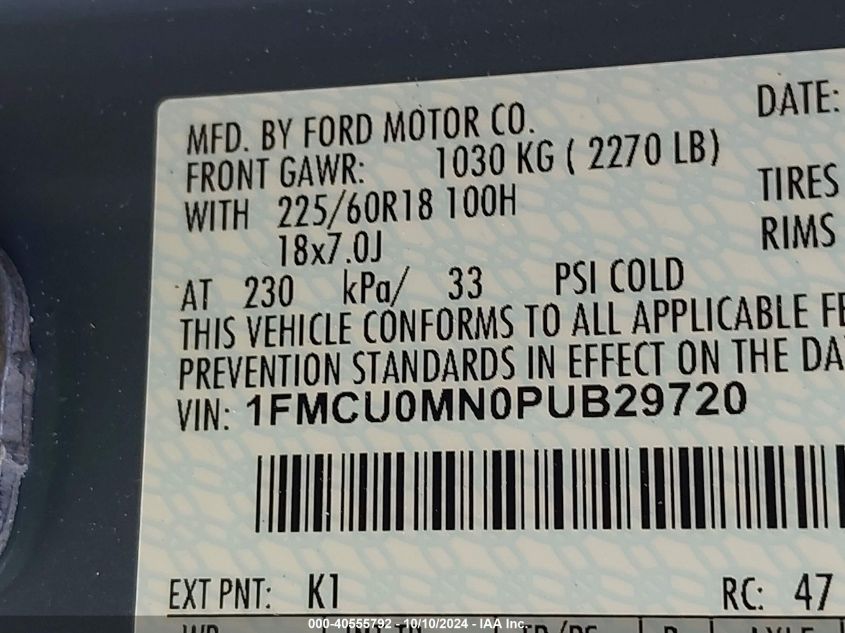 MFD. BY FORD MOTOR CO. DATE:
FRONT GAWR: 1030 KG ( 2270 LB)
WITH 225/60R18 100H TIRES
18x7.0J RIMS
AT 230 kPa/ 33 PSI COLD
THIS VEHICLE CONFORMS TO ALL APPLICABLE FE
PREVENTION STANDARDS IN EFFECT ON THE DA
VIN: 1FMCU0MN0PUB29720
EXT PNT: K1 RC: 47
000-40555792 - 10/10/2024 - IAA Inc.